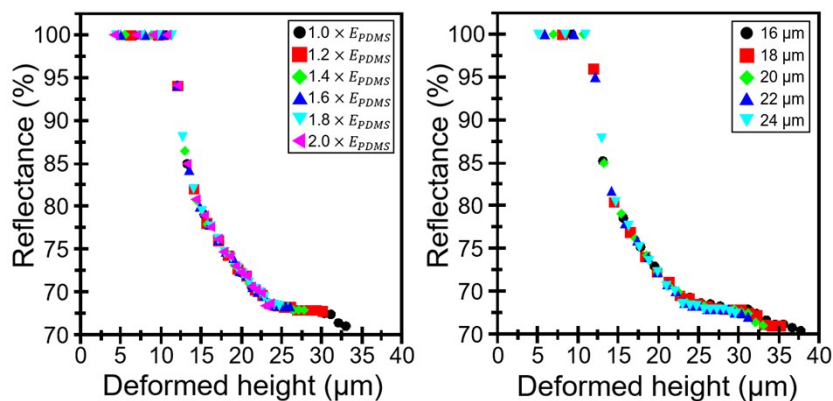 100
95
90
85
80
75
70
70
Reflectance (%)
0 5 10 15 20 25 30 35 40
Deformed height (μm)
1.0 × E_PDMS
1.2 × E_PDMS
1.4 × E_PDMS
1.6 × E_PDMS
1.8 × E_PDMS
2.0 × E_PDMS
100
95
90
85
80
75
70
70
Reflectance (%)
0 5 10 15 20 25 30 35 40
Deformed height (μm)
16 μm
18 μm
20 μm
22 μm
24 μm